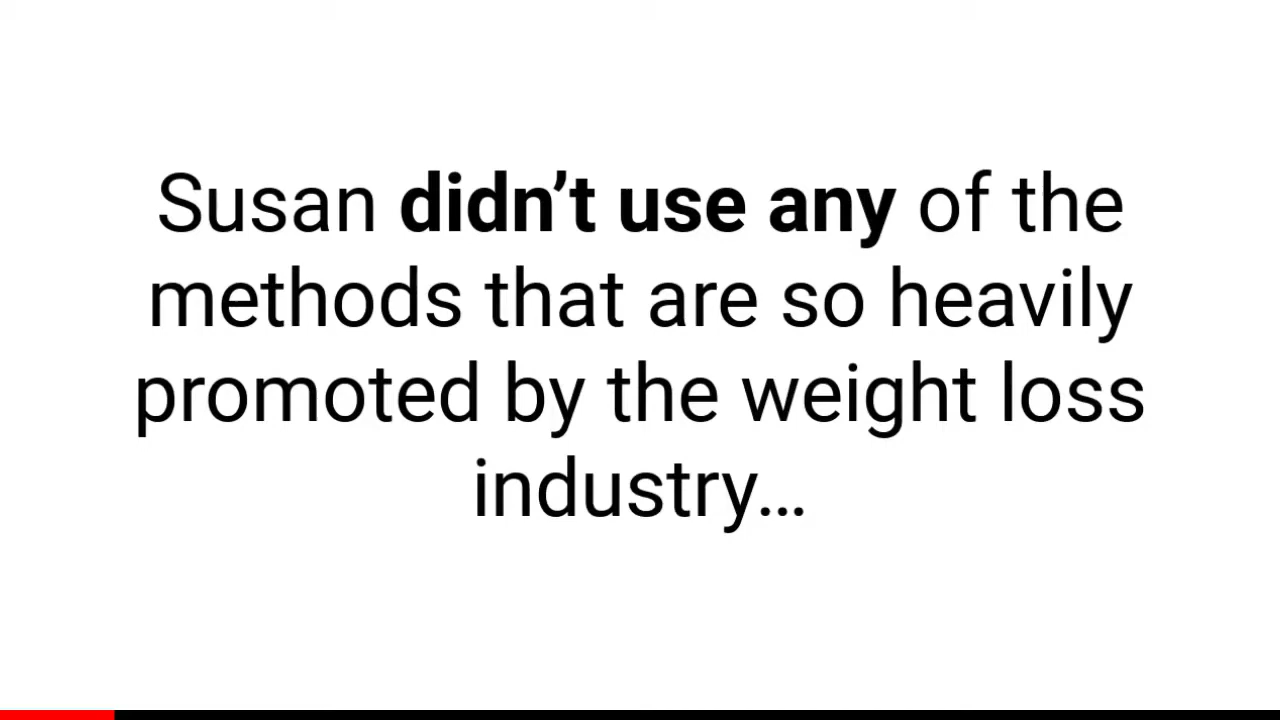 Susan didn’t use any of the
methods that are so heavily
promoted by the weight loss
industry…